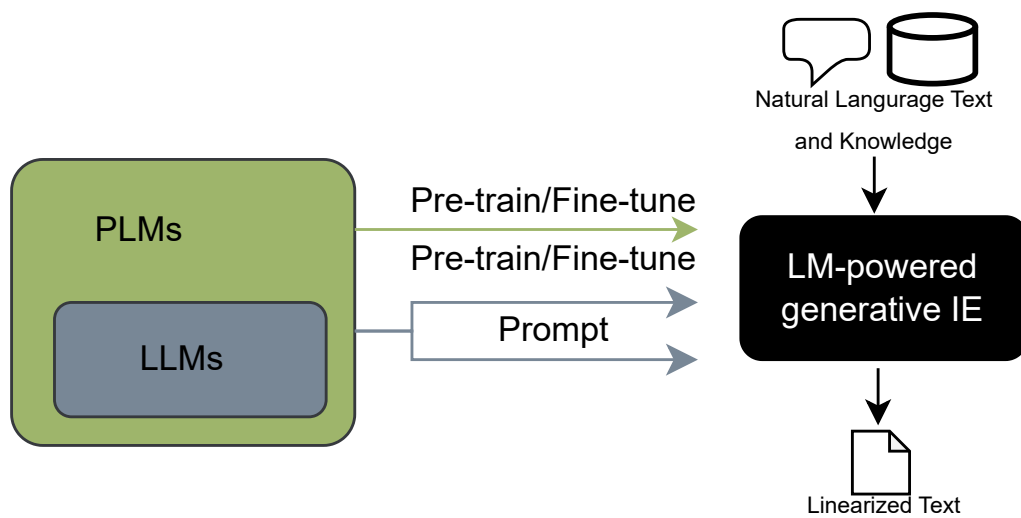 Natural Langurage Text
and Knowledge
PLMs
LLMs
Pre-train/Fine-tune
Pre-train/Fine-tune
Prompt
LM-powered
generative IE
Linearized Text